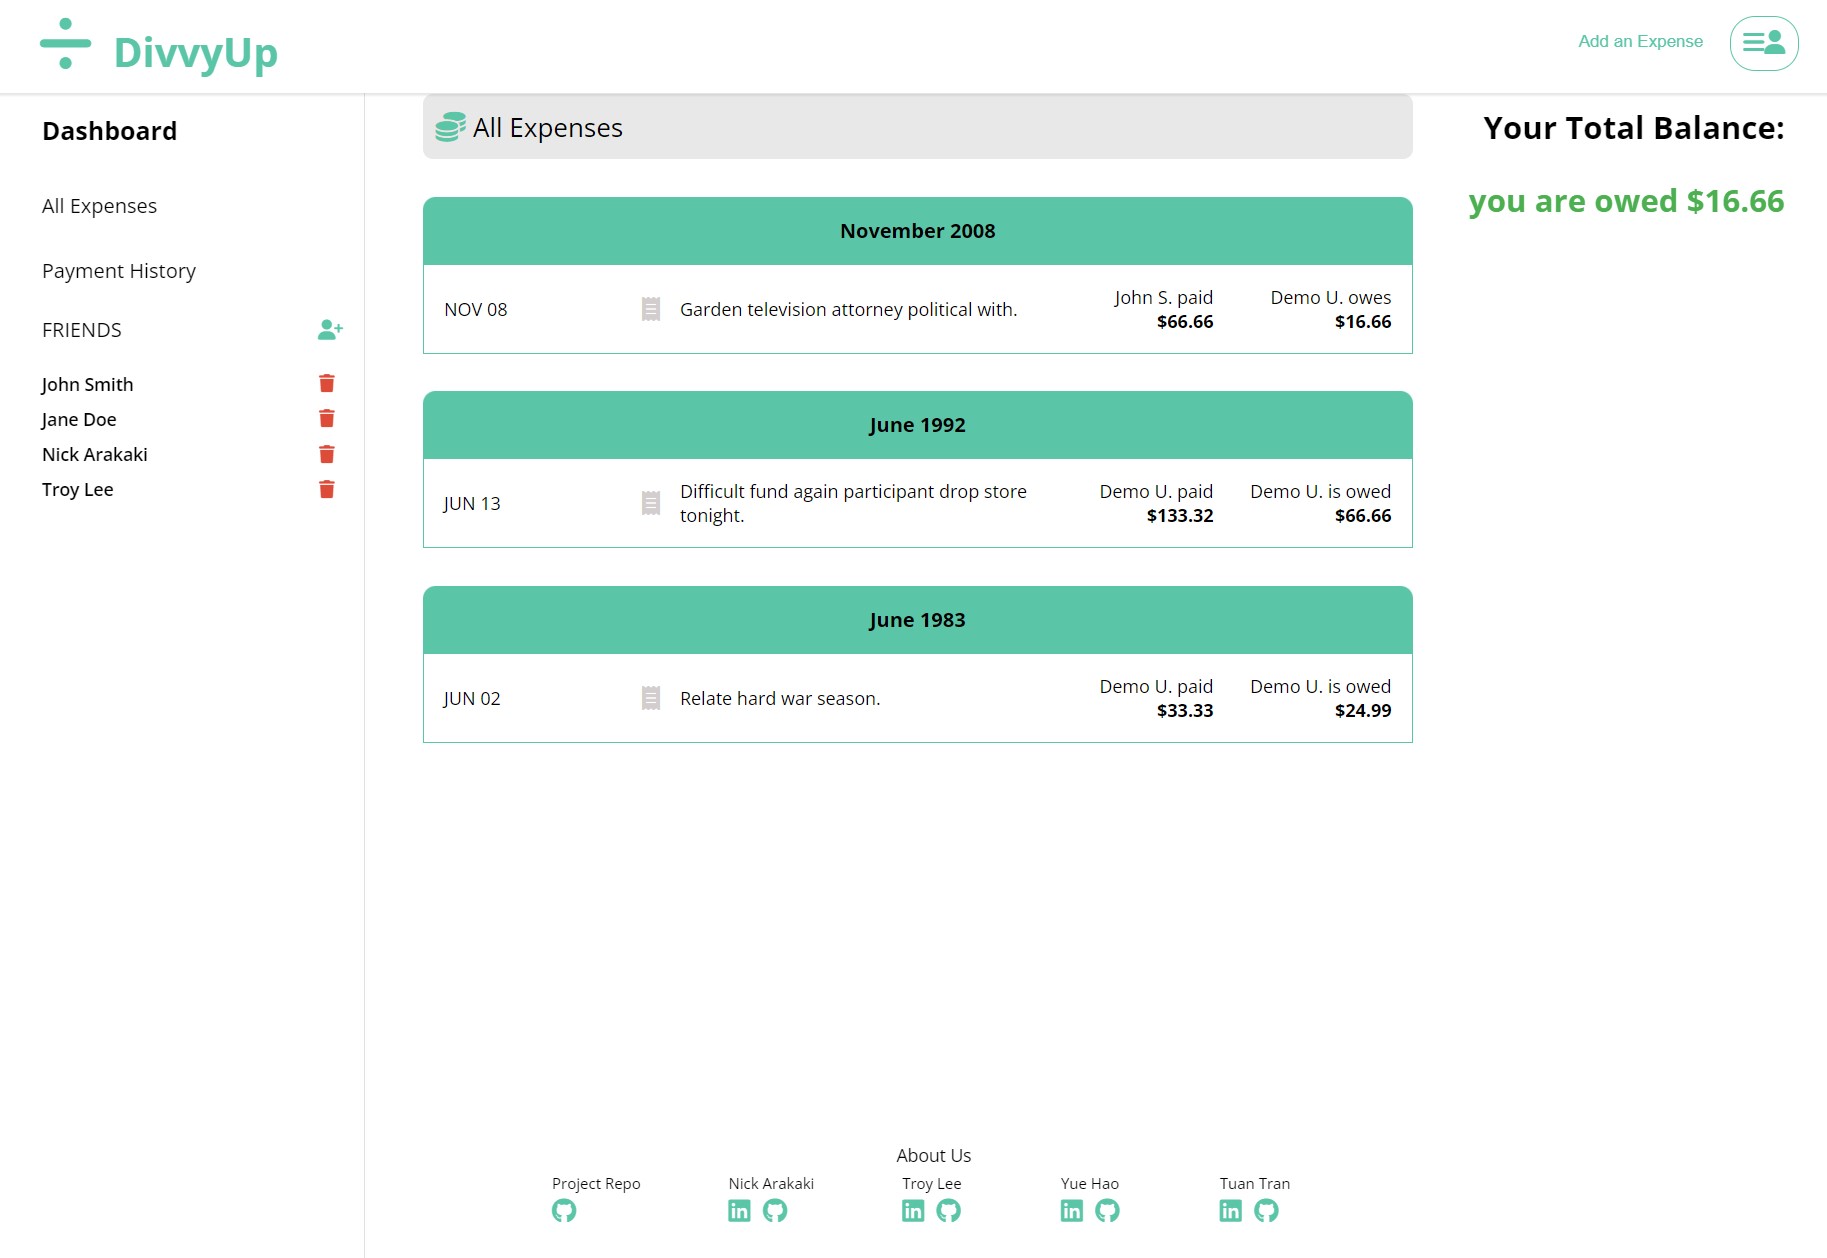 DivvyUp
Add an Expense
Dashboard
All Expenses
Payment History
FRIENDS
John Smith
Jane Doe
Nick Arakaki
Troy Lee
All Expenses
November 2008
NOV 08
Garden television attorney political with.
John S. paid
$66.66
Demo U. owes
$16.66
June 1992
JUN 13
Difficult fund again participant drop store
tonight.
Demo U. paid
$133.32
Demo U. is owed
$66.66
June 1983
JUN 02
Relate hard war season.
Demo U. paid
$33.33
Demo U. is owed
$24.99
Your Total Balance:
you are owed $16.66
About Us
Project Repo
Nick Arakaki
Troy Lee
Yue Hao
Tuan Tran